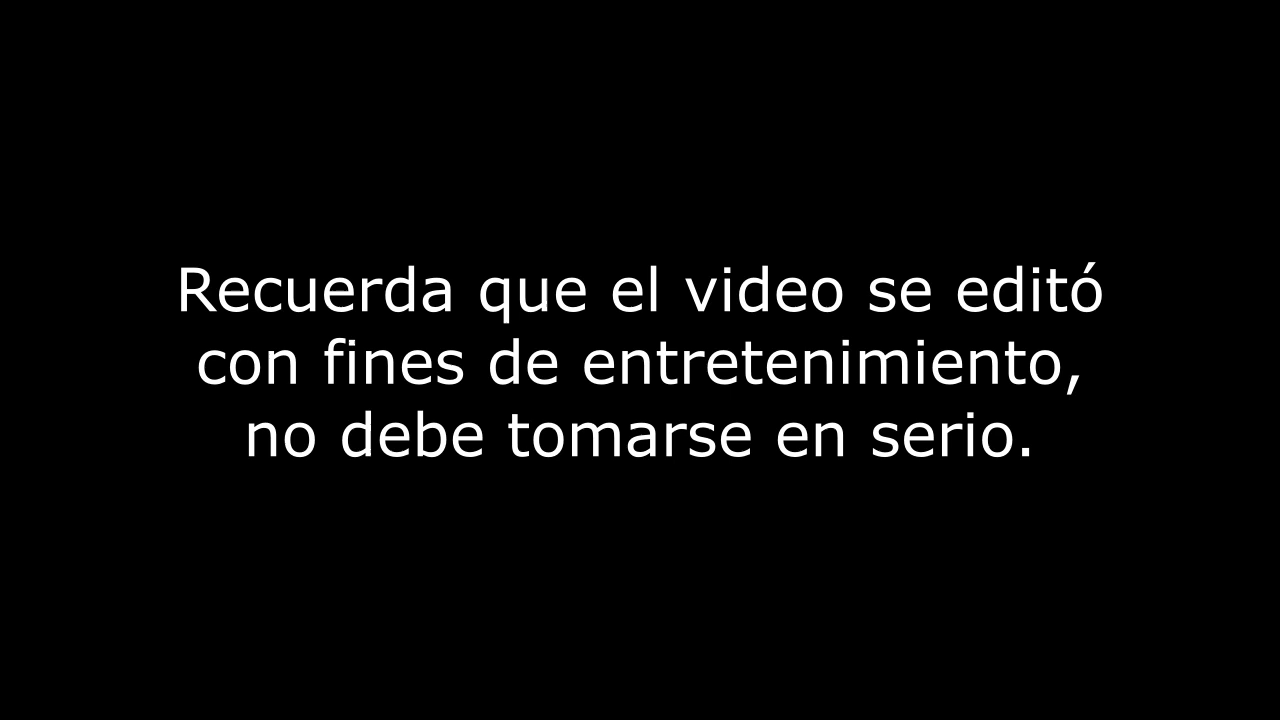 Recuerda que el video se editó
con fines de entretenimiento,
no debe tomarse en serio.